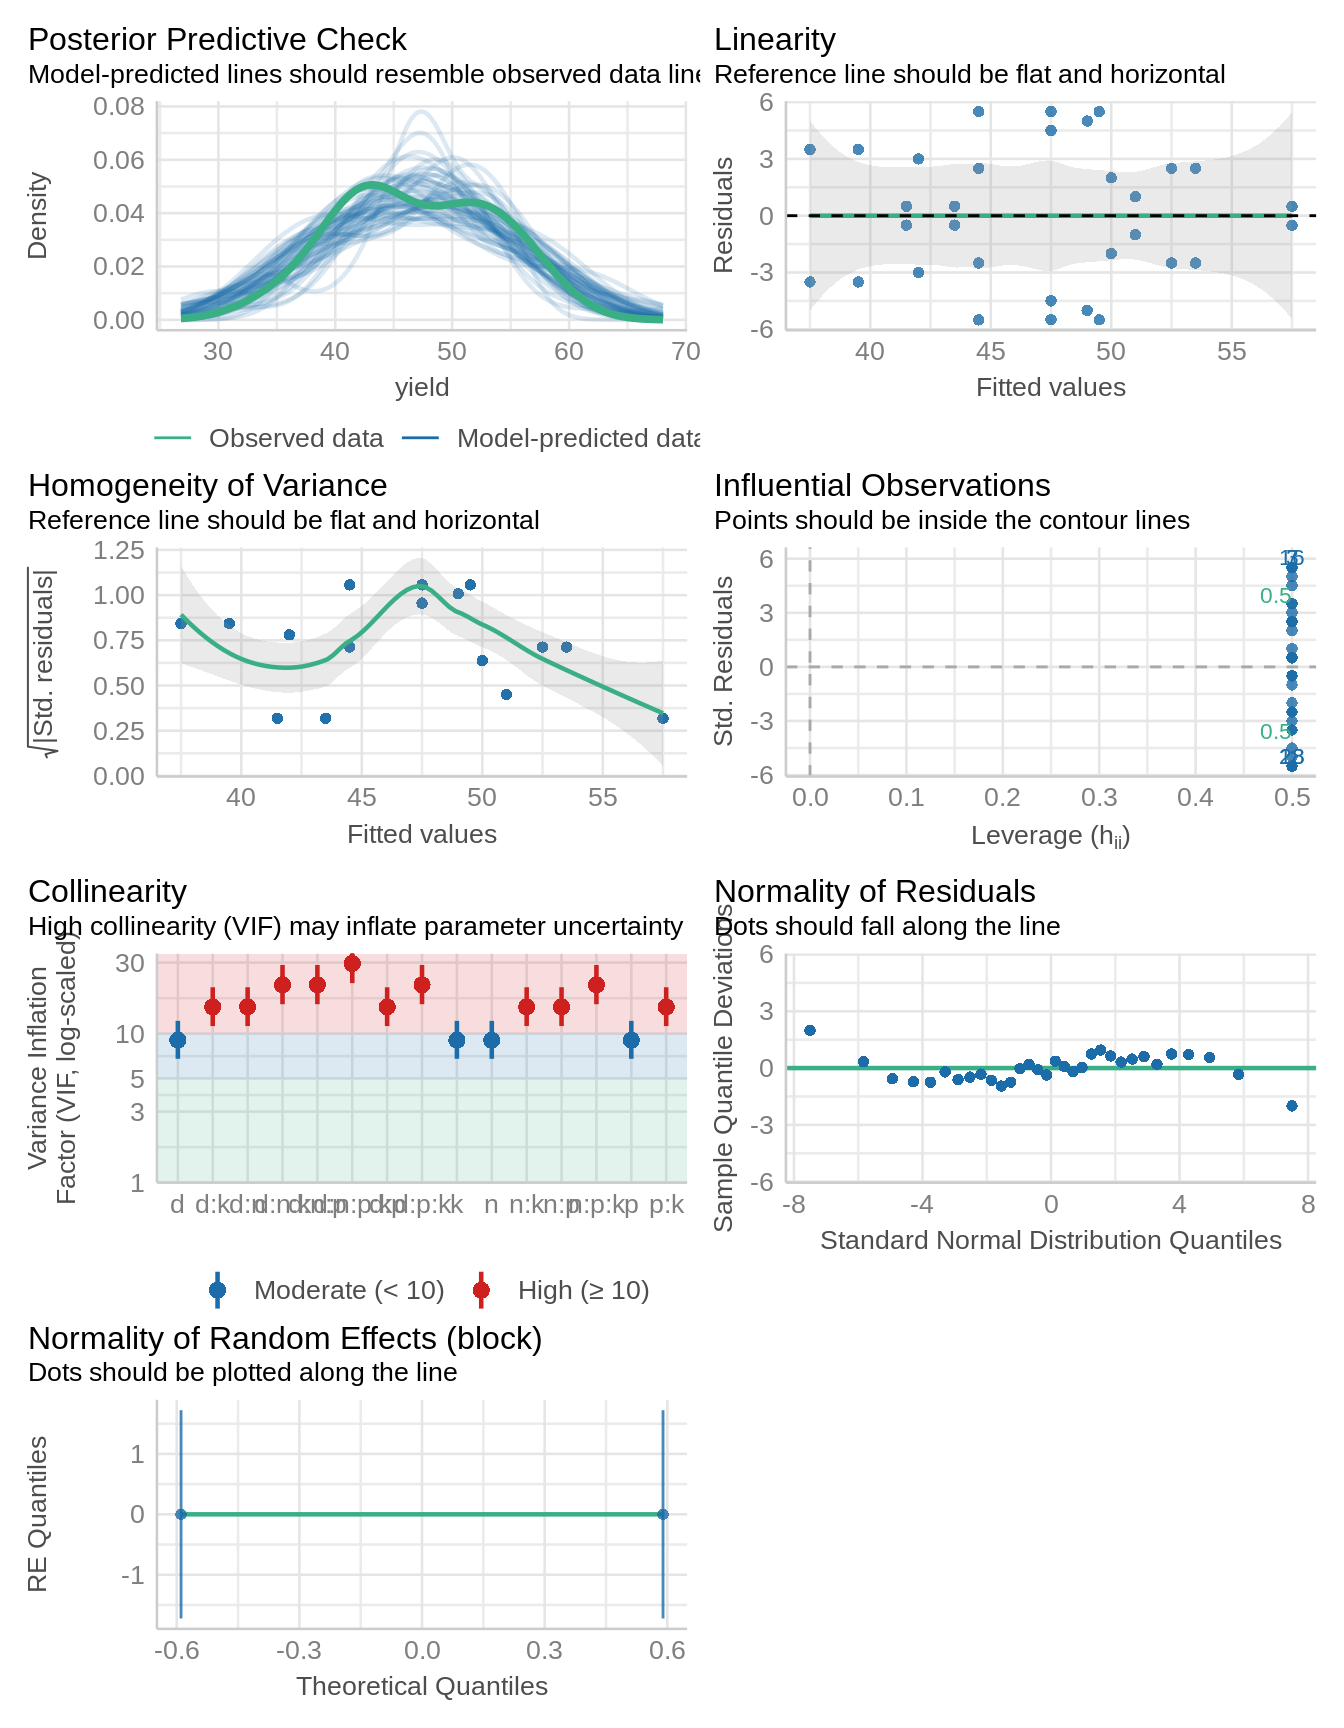 Posterior Predictive Check
Model-predicted lines should resemble observed data line
Density
0.08
0.06
0.04
0.02
0.00
30 40 50 60 70
yield
Observed data Model-predicted data
Linearity
Reference line should be flat and horizontal
Residuals
6
3
0
-3
-6
40 45 50 55
Fitted values
Homogeneity of Variance
Reference line should be flat and horizontal
√|Std. residuals|
1.25
1.00
0.75
0.50
0.25
0.00
40 45 50 55
Fitted values
Influential Observations
Points should be inside the contour lines
Std. Residuals
6
3
0
-3
-6
0.5
0.5
0.0 0.1 0.2 0.3 0.4 0.5
Leverage (hii)
Collinearity
High collinearity (VIF) may inflate parameter uncertainty
Variance Inflation
Factor (VIF, log-scaled)
30
10
5
3
1
d d:k k n n:k n:p:k p p:k
Moderate (< 10) High (≥ 10)
Normality of Residuals
Dots should fall along the line
Sample Quantile Deviations
6
3
0
-3
-6
-8 -4 0 4 8
Standard Normal Distribution Quantiles
Normality of Random Effects (block)
Dots should be plotted along the line
RE Quantiles
1
0
-1
-0.6 -0.3 0.0 0.3 0.6
Theoretical Quantiles